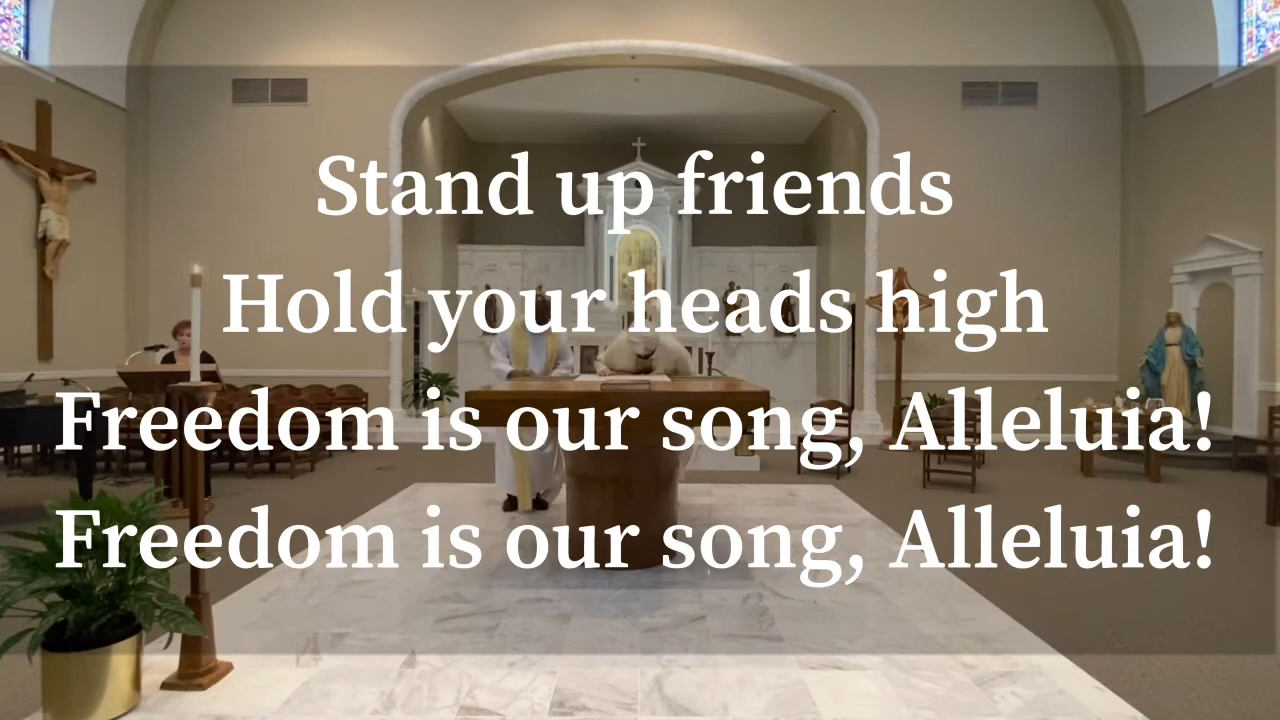 Stand up friends
Hold your heads high
Freedom is our song, Alleluia!
Freedom is our song, Alleluia!